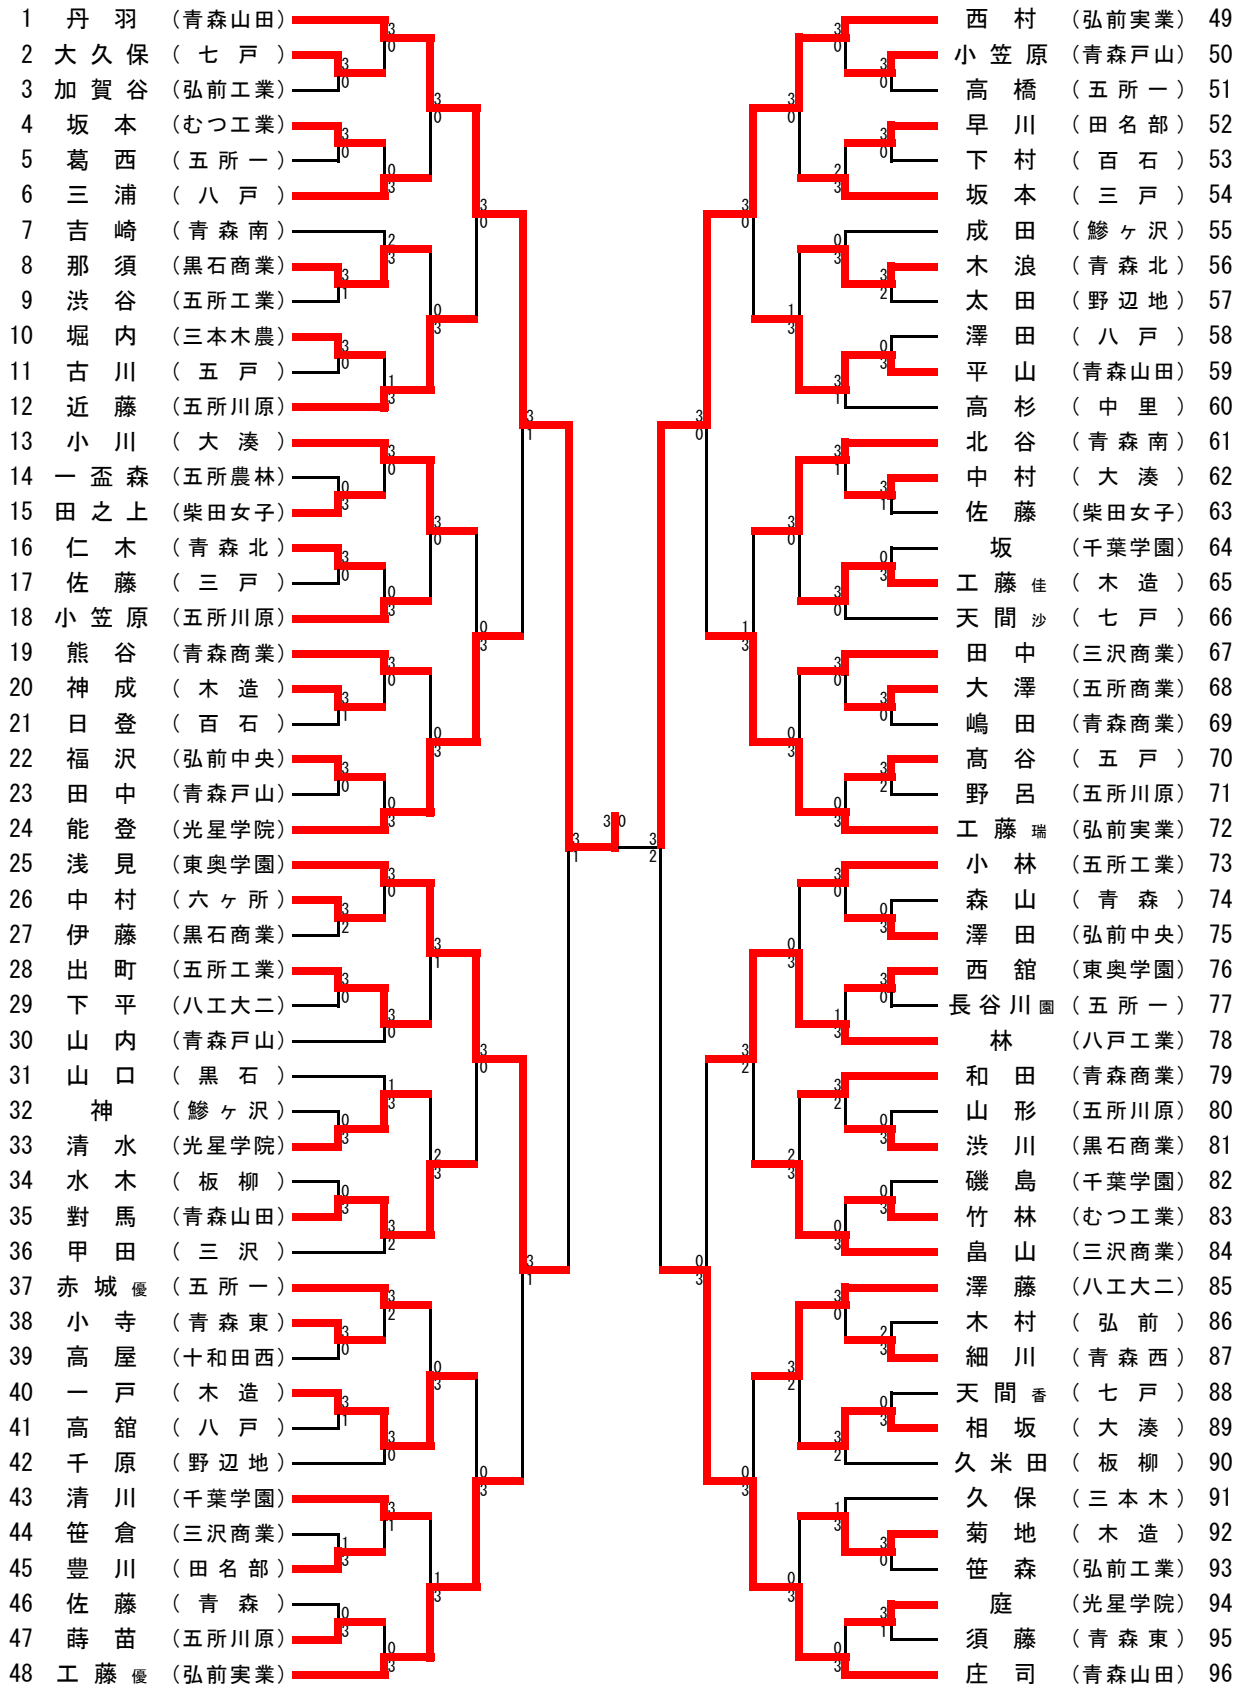 1 丹羽 (青森山田)
2 大久保 (七戸)
3 加賀谷 (弘前工業)
4 坂本 (むつ工業)
5 葛西 (五所一)
6 三浦 (八戸)
7 吉崎 (青森南)
8 那須 (黒石商業)
9 渋谷 (五所工業)
10 堀内 (三本木農)
11 古川 (五戸)
12 近藤 (五所川原)
13 小川 (大湊)
14 一盃森 (五所農林)
15 田之上 (柴田女子)
16 仁木 (青森北)
17 佐藤 (三戸)
18 小笠原 (五所川原)
19 熊谷 (青森商業)
20 神成 (木造)
21 日登 (百石)
22 福沢 (弘前中央)
23 田中 (青森戸山)
24 能登 (光星学院)
25 浅見 (東奥学園)
26 中村 (六ヶ所)
27 伊藤 (黒石商業)
28 出町 (五所工業)
29 下平 (八工大二)
30 山内 (青森戸山)
31 山口 (黒石)
32 神 (鰺ヶ沢)
33 清水 (光星学院)
34 水木 (板柳)
35 對馬 (青森山田)
36 甲田 (三沢)
37 赤城優 (五所一)
38 小寺 (青森東)
39 高屋 (十和田西)
40 一戸 (木造)
41 高舘 (八戸)
42 千原 (野辺地)
43 清川 (千葉学園)
44 笹倉 (三沢商業)
45 豊川 (田名部)
46 佐藤 (青森)
47 蒔苗 (五所川原)
48 工藤優 (弘前実業)
西村 (弘前実業) 49
小笠原 (青森戸山) 50
高橋 (五所一) 51
早川 (田名部) 52
下村 (百石) 53
坂本 (三戸) 54
成田 (鰺ヶ沢) 55
木浪 (青森北) 56
太田 (野辺地) 57
澤田 (八戸) 58
平山 (青森山田) 59
高杉 (中里) 60
北谷 (青森南) 61
中村 (大湊) 62
佐藤 (柴田女子) 63
坂 (千葉学園) 64
工藤佳 (木造) 65
天間沙 (七戸) 66
田中 (三沢商業) 67
大澤 (五所商業) 68
嶋田 (青森商業) 69
髙谷 (五戸) 70
野呂 (五所川原) 71
工藤瑞 (弘前実業) 72
小林 (五所工業) 73
森山 (青森) 74
澤田 (弘前中央) 75
西舘 (東奥学園) 76
長谷川園 (五所一) 77
林 (八戸工業) 78
和田 (青森商業) 79
山形 (五所川原) 80
渋川 (黒石商業) 81
磯島 (千葉学園) 82
竹林 (むつ工業) 83
畠山 (三沢商業) 84
澤藤 (八工大二) 85
木村 (弘前) 86
細川 (青森西) 87
天間香 (七戸) 88
相坂 (大湊) 89
久米田 (板柳) 90
久保 (三本木) 91
菊地 (木造) 92
笹森 (弘前工業) 93
庭 (光星学院) 94
須藤 (青森東) 95
庄司 (青森山田) 96